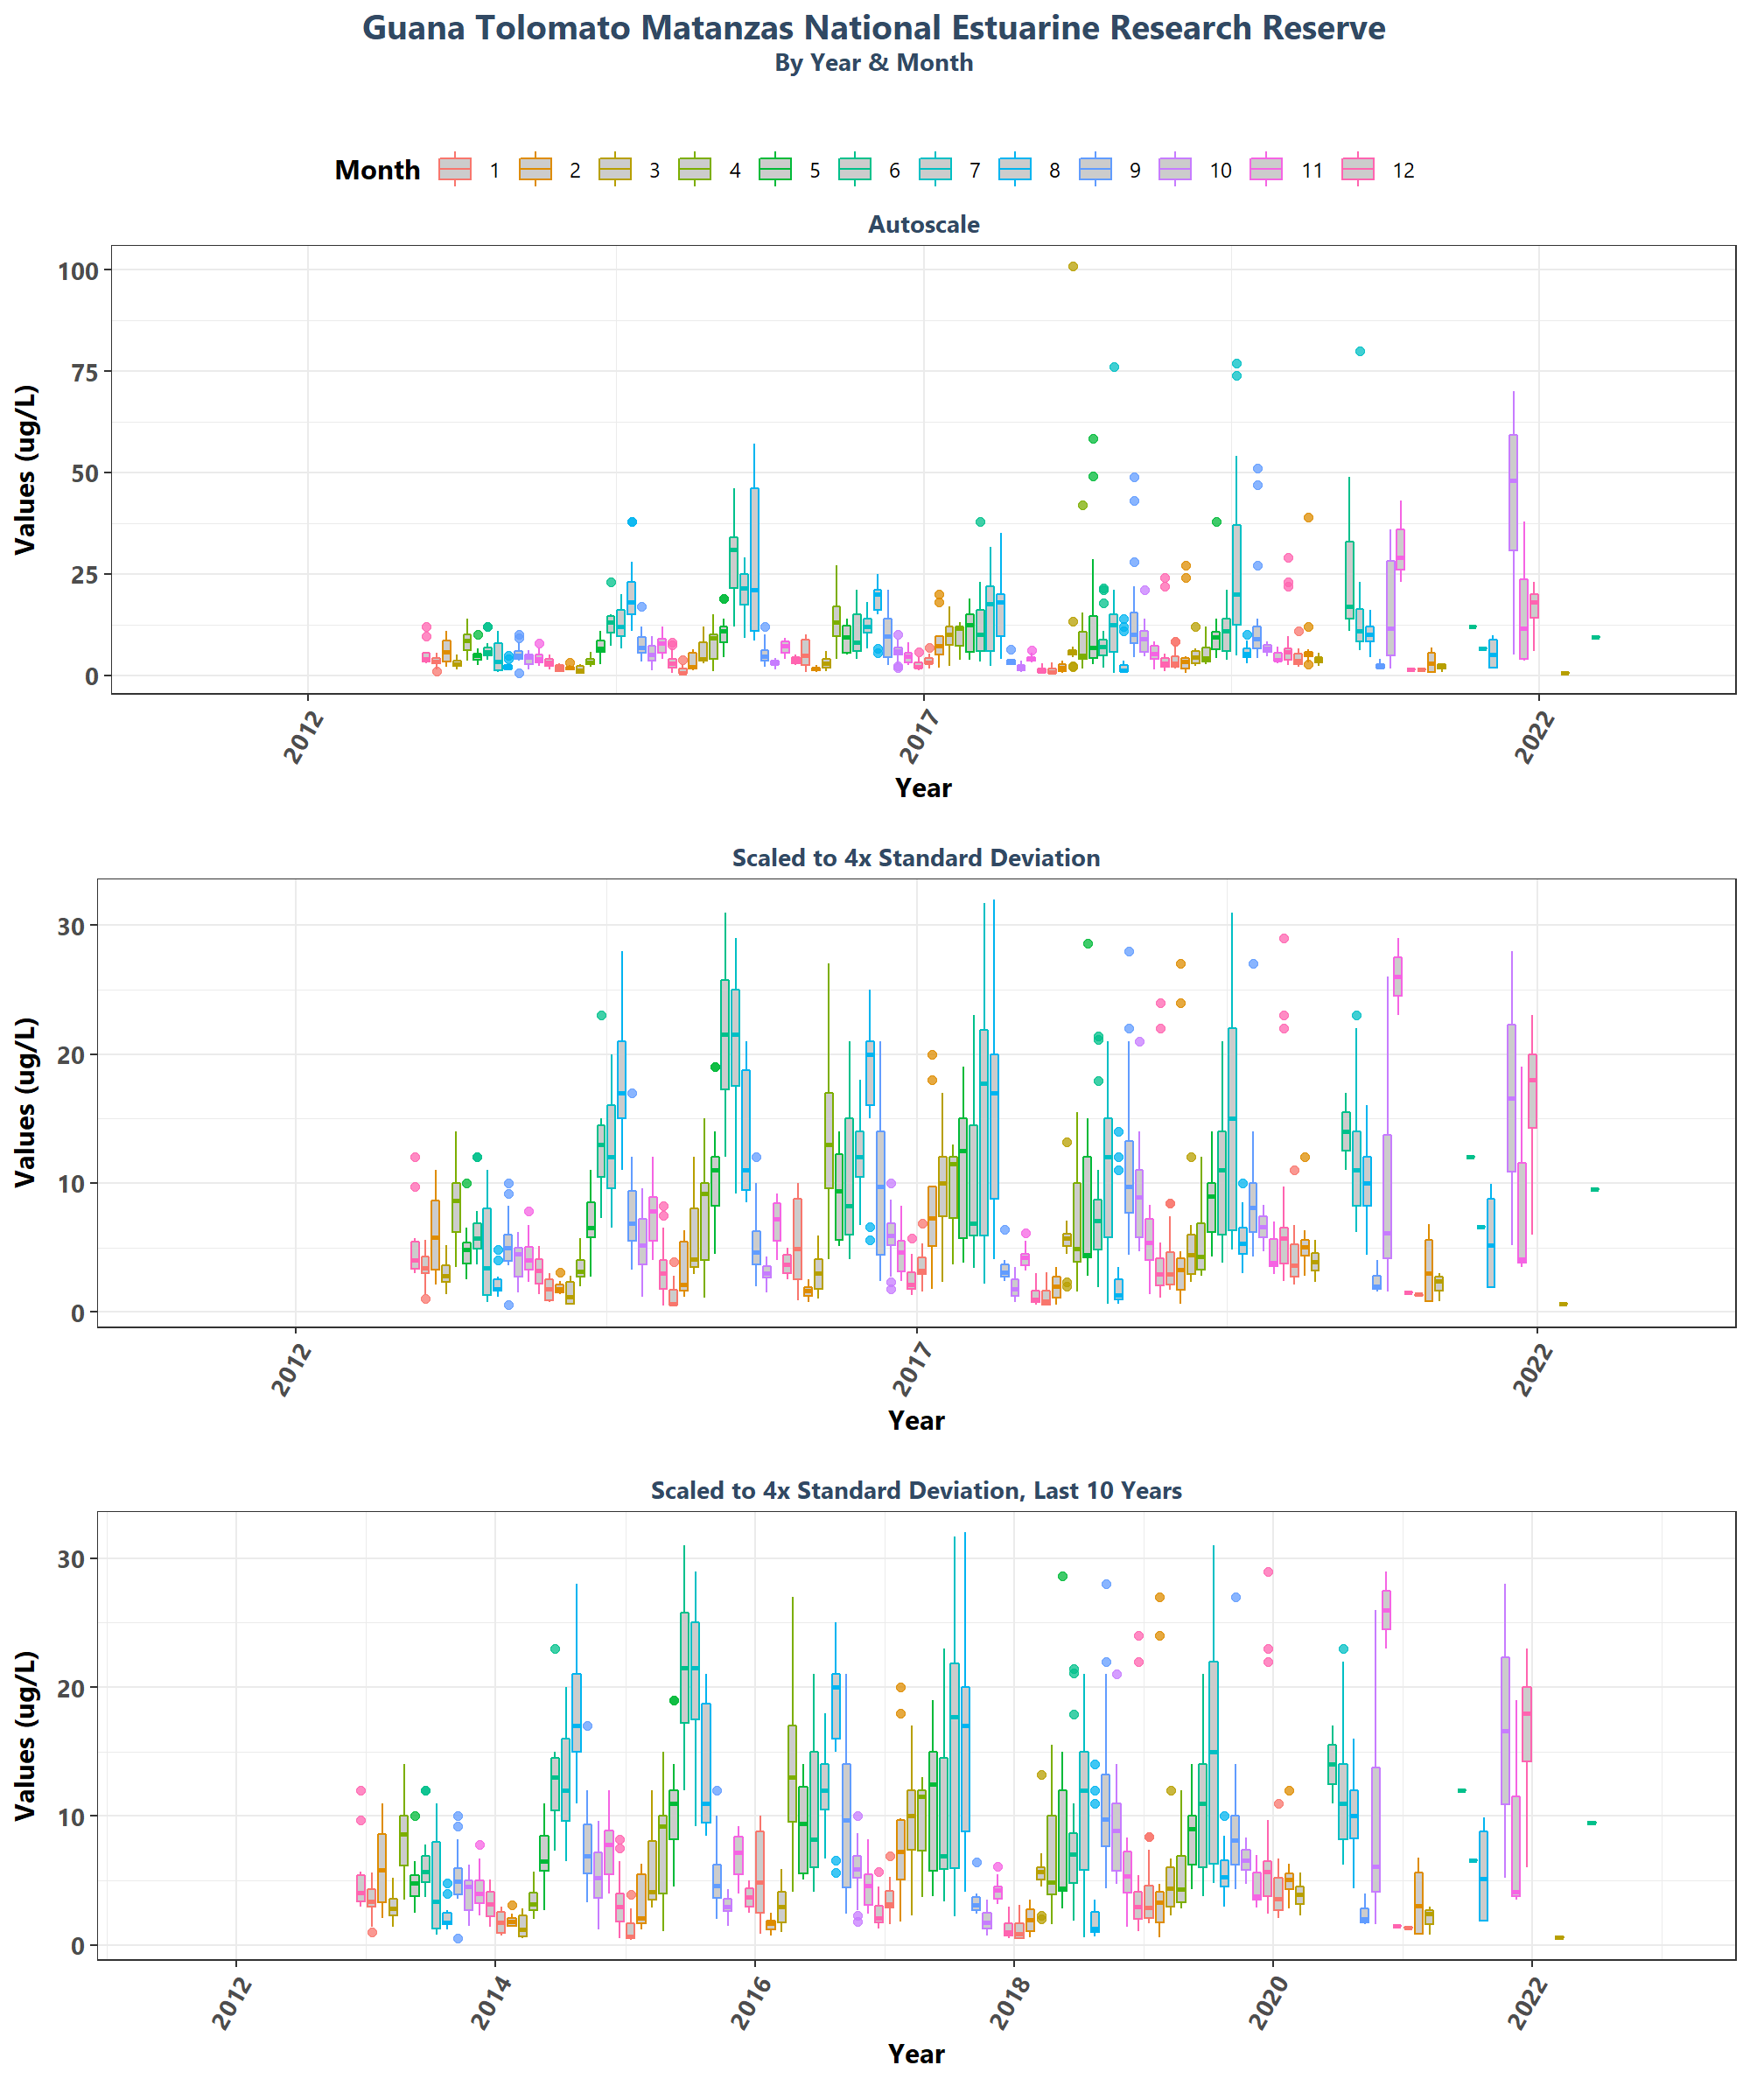 Guana Tolomato Matanzas National Estuarine Research Reserve
By Year & Month
Month 1 2 3 4 5 6 7 8 9 10 11 12
Autoscale
Values (ug/L)
100
75
50
25
0
2012 2017 2022
Year
Scaled to 4x Standard Deviation
Values (ug/L)
30
20
10
0
2012 2017 2022
Year
Scaled to 4x Standard Deviation, Last 10 Years
Values (ug/L)
30
20
10
0
2012 2014 2016 2018 2020 2022
Year